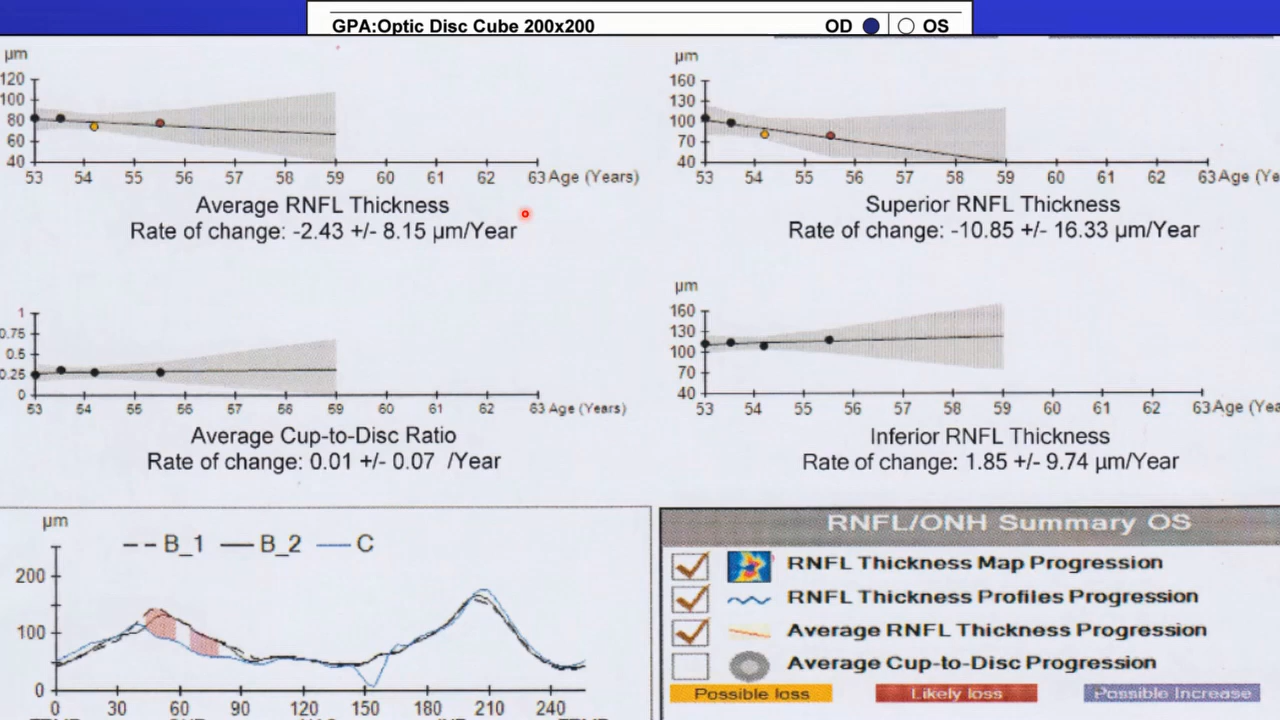 GPA:Optic Disc Cube 200x200 OD OS
µm
120
100
80
60
40
53 54 55 56 57 58 59 60 61 62 63 Age (Years)
Average RNFL Thickness
Rate of change: -2.43 +/- 8.15 µm/Year
µm
160
130
100
70
40
53 54 55 56 57 58 59 60 61 62 63 Age (Ye
Superior RNFL Thickness
Rate of change: -10.85 +/- 16.33 µm/Year
1
0.75
0.5
0.25
0
53 54 55 56 57 58 59 60 61 62 63 Age (Years)
Average Cup-to-Disc Ratio
Rate of change: 0.01 +/- 0.07 /Year
µm
160
130
100
70
40
53 54 55 56 57 58 59 60 61 62 63 Age (Ye
Inferior RNFL Thickness
Rate of change: 1.85 +/- 9.74 µm/Year
µm
B_1 B_2 C
200
100
0
0 30 60 90 120 150 180 210 240
RNFL/ONH Summary OS
RNFL Thickness Map Progression
RNFL Thickness Profiles Progression
Average RNFL Thickness Progression
Average Cup-to-Disc Progression
Possible loss Likely loss Possible Increase